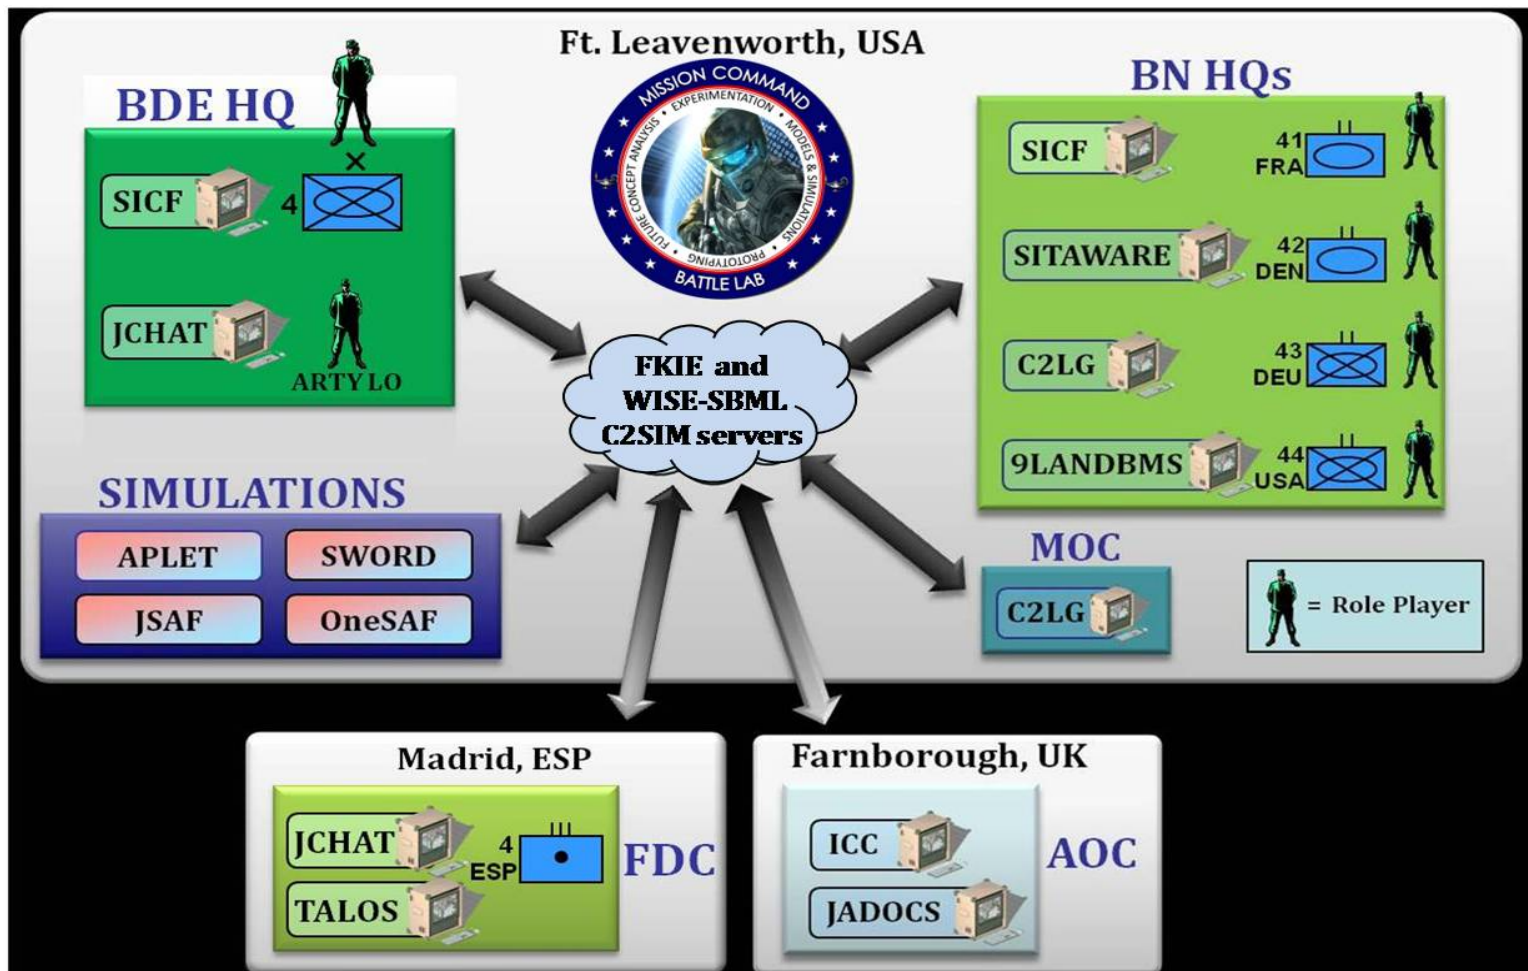 Ft. Leavenworth, USA
MISSION COMMAND
FUTURE CONCEPT ANALYSIS • EXPERIMENTATION • MODELS & SIMULATIONS • PROTOTYPING •
BATTLE LAB
BDE HQ
SICF
4
JCHAT
ARTY LO
BN HQs
SICF
41
FRA
SITAWARE
42
DEN
C2LG
43
DEU
9LANDBMS
44
USA
FKIE and
WISE-SBML
C2SIM servers
SIMULATIONS
APLET
SWORD
JSAF
OneSAF
MOC
C2LG
= Role Player
Madrid, ESP
JCHAT
4
ESP
TALOS
FDC
Farnborough, UK
ICC
JADOCS
AOC